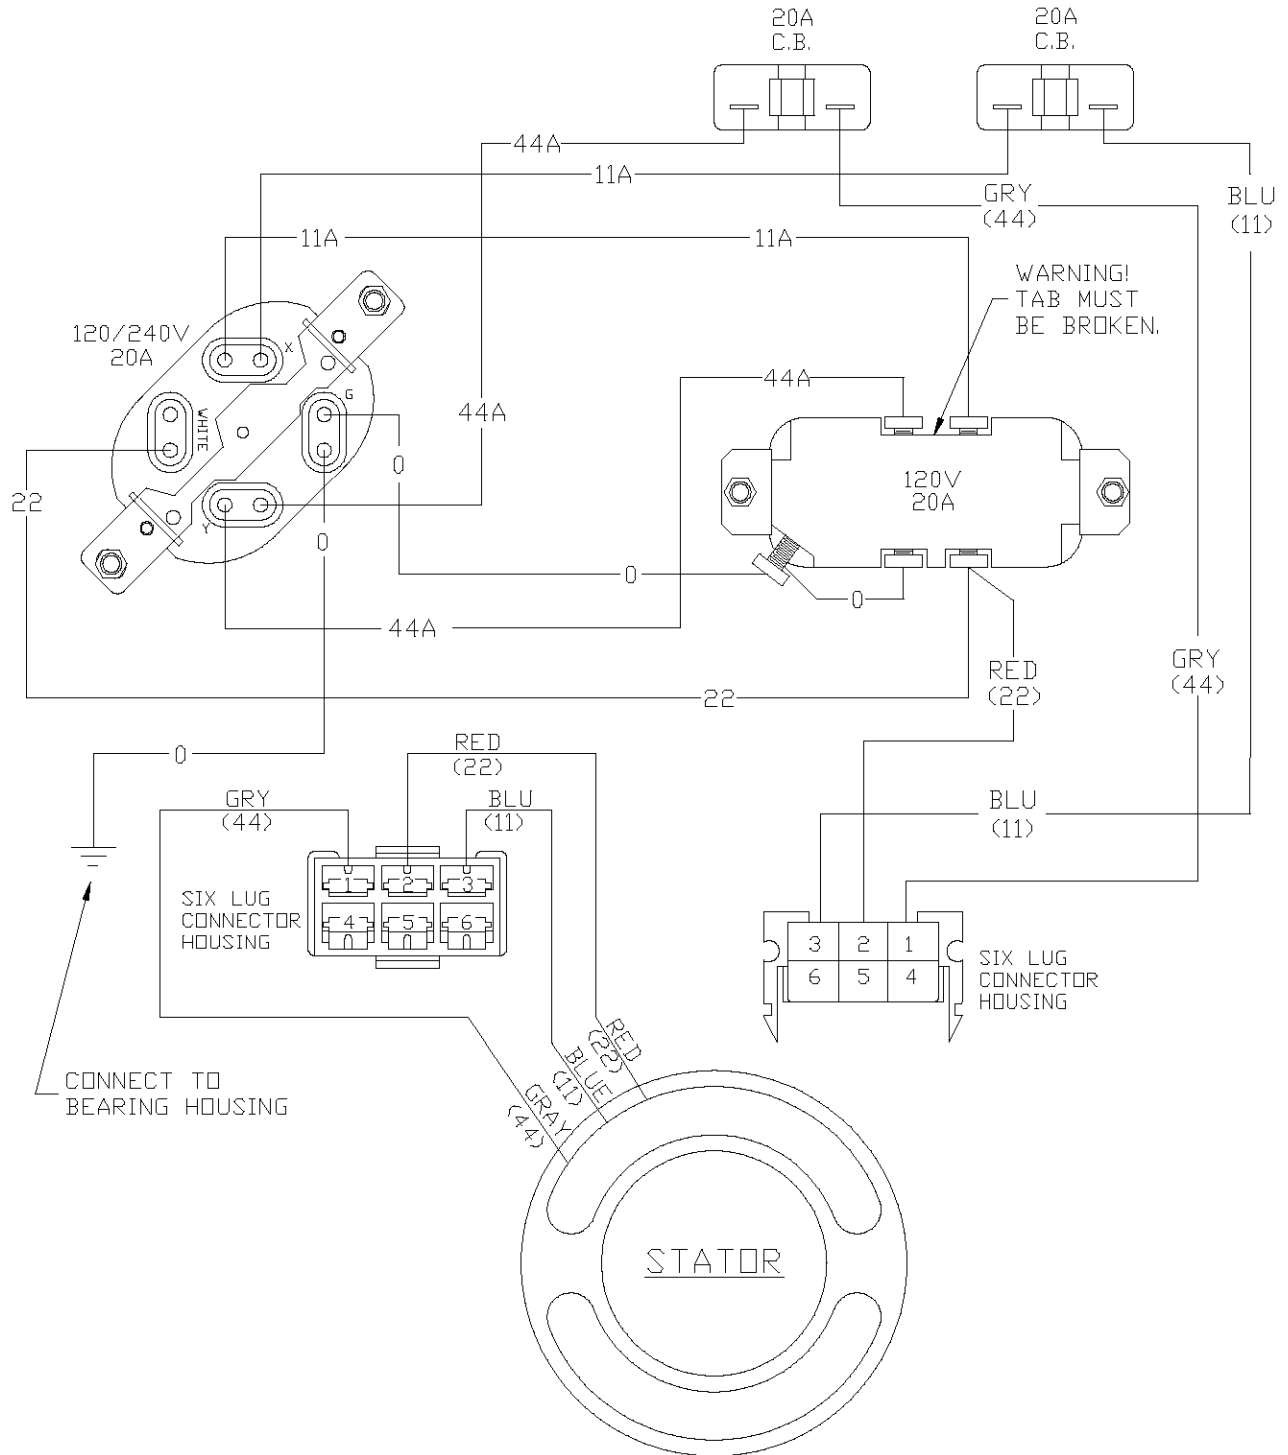 20A
C.B.
20A
C.B.
44A
11A
GRY
(44)
BLU
(11)
11A
11A
WARNING!
TAB MUST
BE BROKEN.
120/240V
20A
X
G
WHITE
Y
44A
44A
0
22
120V
20A
0
0
0
44A
RED
(22)
GRY
(44)
22
0
RED
(22)
GRY
(44)
BLU
(11)
BLU
(11)
1
2
3
4
5
6
SIX LUG
CONNECTOR
HOUSING
3
2
1
6
5
4
SIX LUG
CONNECTOR
HOUSING
RED
(22)
BLUE
(11)
GRAY
(44)
CONNECT TO
BEARING HOUSING
STATOR